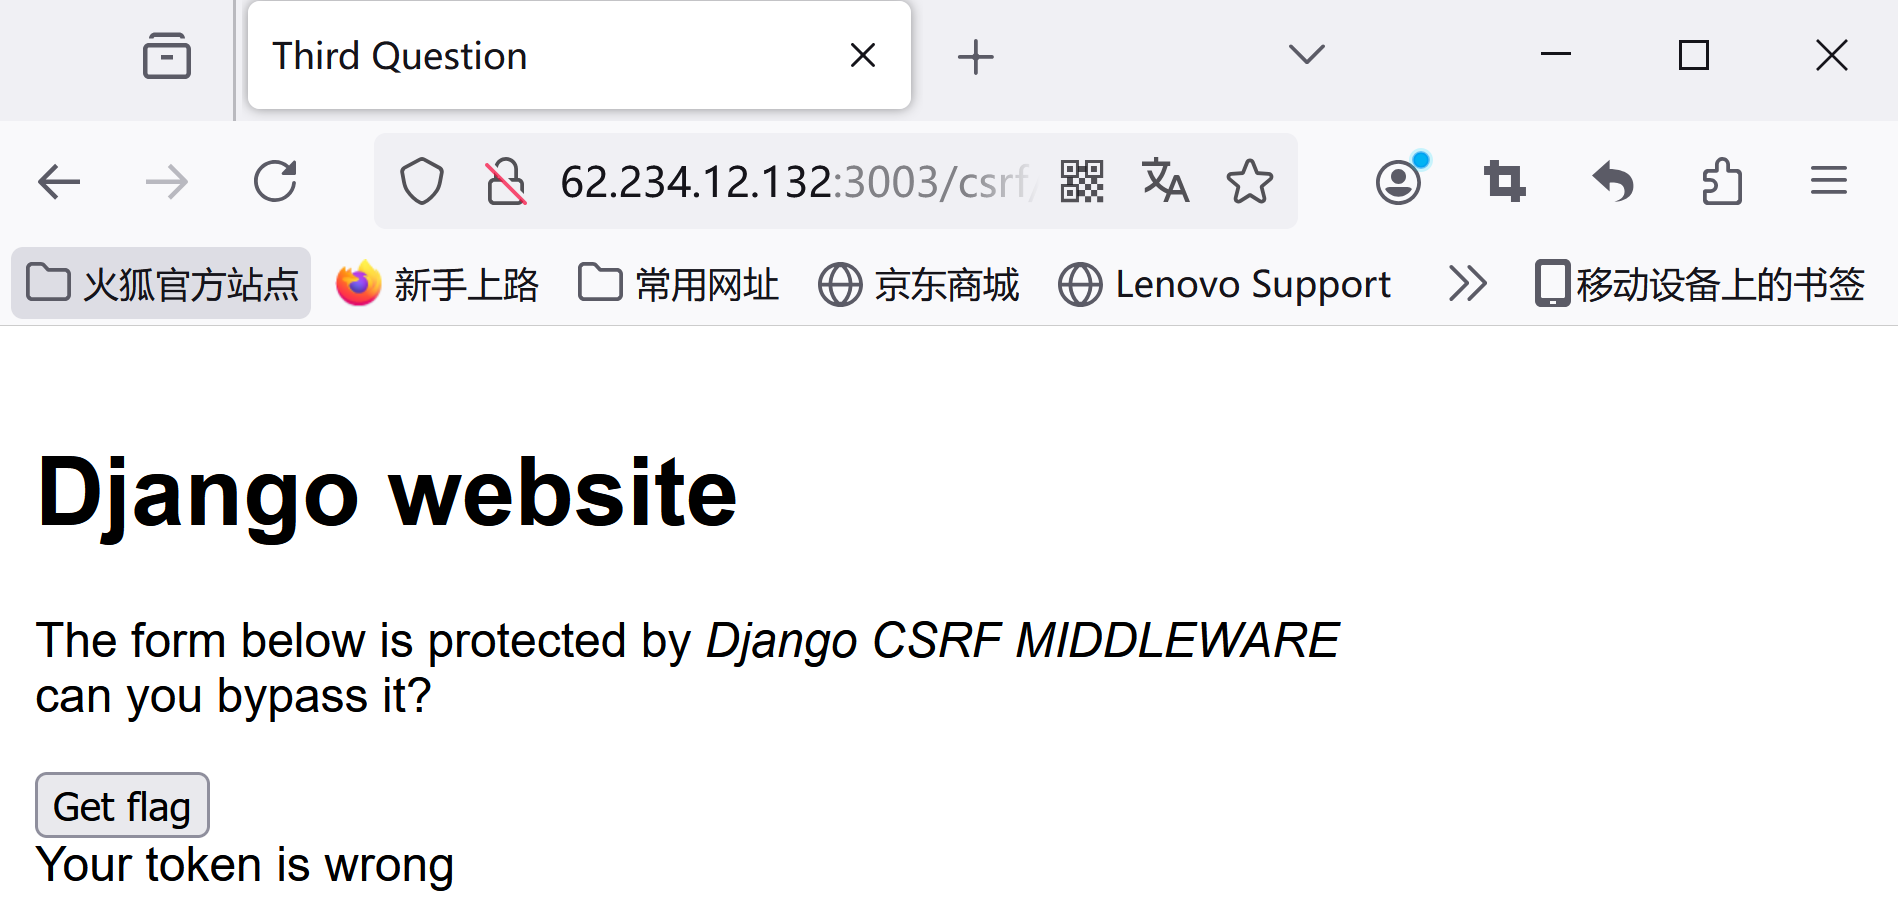 Third Question
62.234.12.132:3003/csrf/
火狐官方站点 新手上路 常用网址 京东商城 Lenovo Support 移动设备上的书签
Django website
The form below is protected by Django CSRF MIDDLEWARE
can you bypass it?
Get flag
Your token is wrong